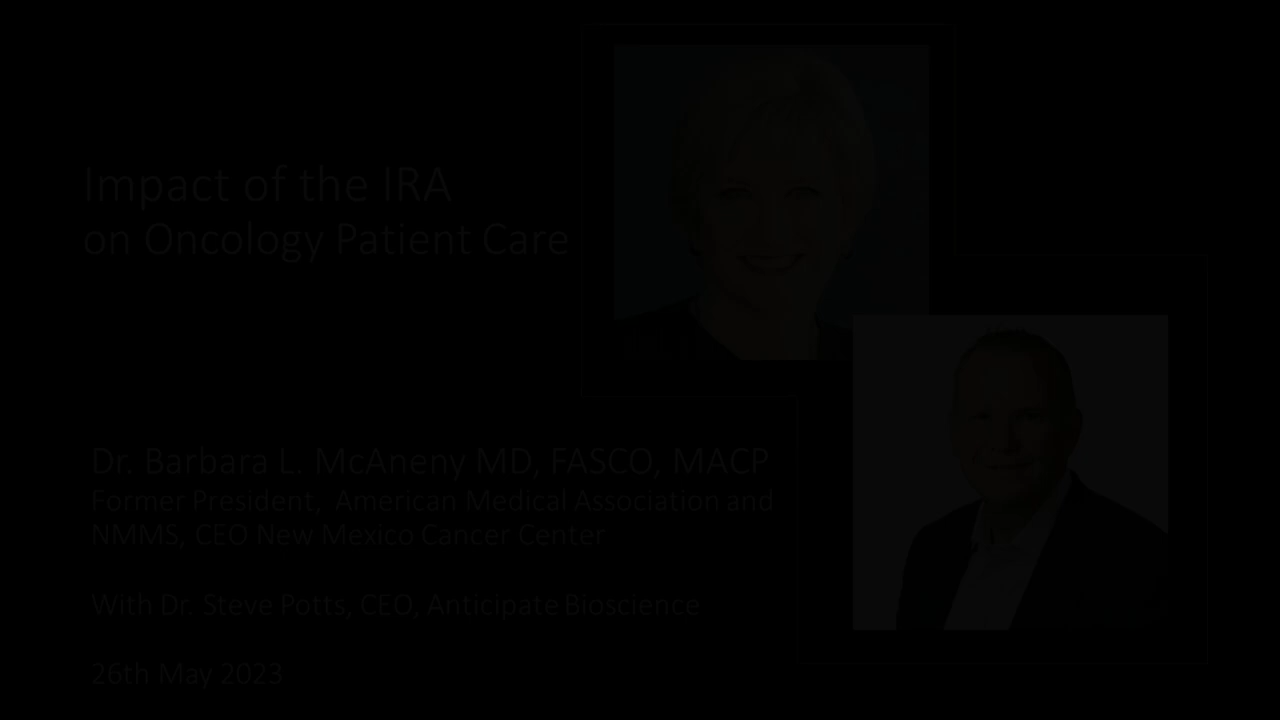 Impact of the IRA
on Oncology Patient Care
Dr. Barbara L. McAneny MD, FASCO, MACP
Former President, American Medical Association and
NMMS, CEO New Mexico Cancer Center
With Dr. Steve Potts, CEO, Anticipate Bioscience
26th May 2023